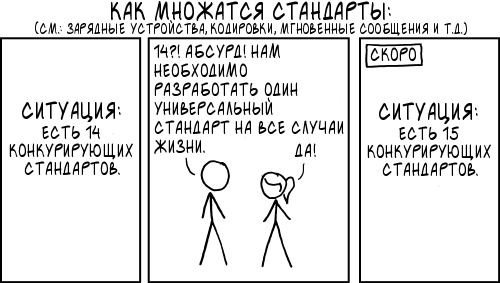 КАК МНОЖАТСЯ СТАНДАРТЫ:
(СМ.: ЗАРЯДНЫЕ УСТРОЙСТВА, КОДИРОВКИ, МГНОВЕННЫЕ СООБЩЕНИЯ И Т.Д.)
СИТУАЦИЯ:
ЕСТЬ 14
КОНКУРИРУЮЩИХ
СТАНДАРТОВ.
14?! АБСУРД! НАМ
НЕОБХОДИМО
РАЗРАБОТАТЬ ОДИН
УНИВЕРСАЛЬНЫЙ
СТАНДАРТ НА ВСЕ СЛУЧАИ
ЖИЗНИ.
ДА!
СКОРО
СИТУАЦИЯ:
ЕСТЬ 15
КОНКУРИРУЮЩИХ
СТАНДАРТОВ.